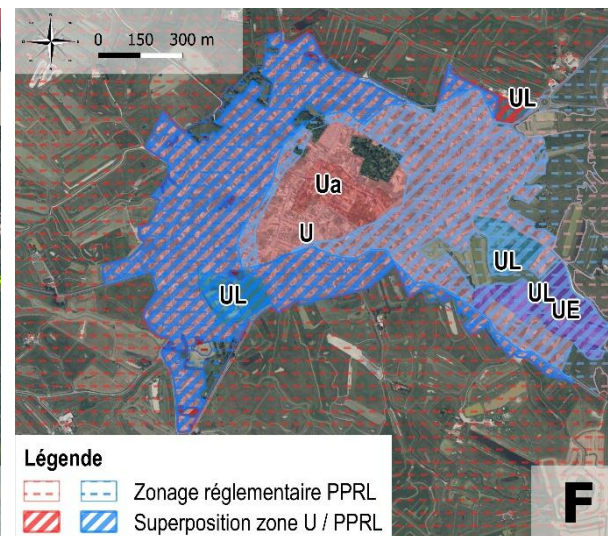 0 150 300 m
UL
Ua
U
UL
UL
UL
UE
Légende
Zonage réglementaire PPRL
Superposition zone U / PPRL
F